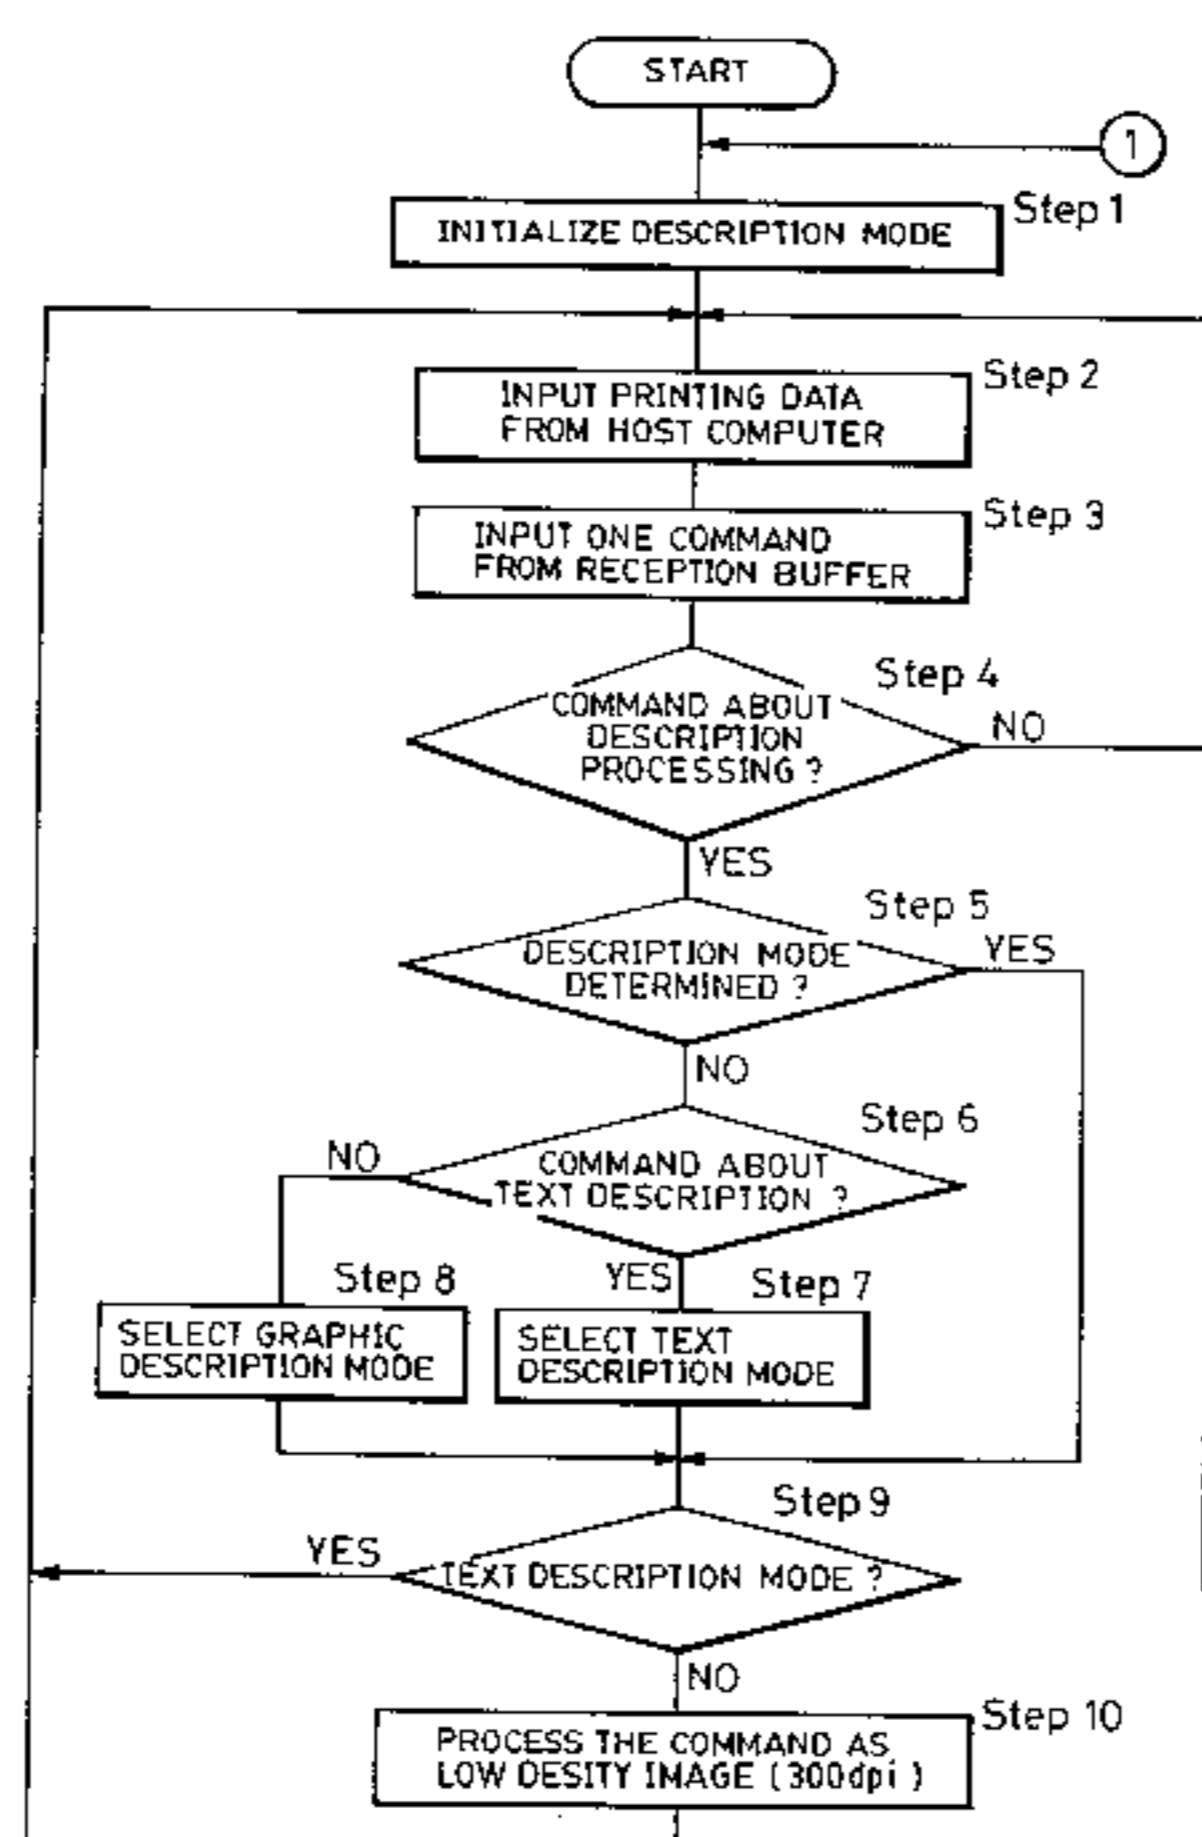 START
1
Step 1
INITIALIZE DESCRIPTION MODE
Step 2
INPUT PRINTING DATA
FROM HOST COMPUTER
Step 3
INPUT ONE COMMAND
FROM RECEPTION BUFFER
Step 4
COMMAND ABOUT
DESCRIPTION
PROCESSING ?
NO
YES
Step 5
DESCRIPTION MODE
DETERMINED ?
YES
NO
Step 6
COMMAND ABOUT
TEXT DESCRIPTION ?
NO
YES
Step 8
SELECT GRAPHIC
DESCRIPTION MODE
Step 7
SELECT TEXT
DESCRIPTION MODE
Step 9
TEXT DESCRIPTION MODE ?
YES
NO
Step 10
PROCESS THE COMMAND AS
LOW DESITY IMAGE (300dpi)